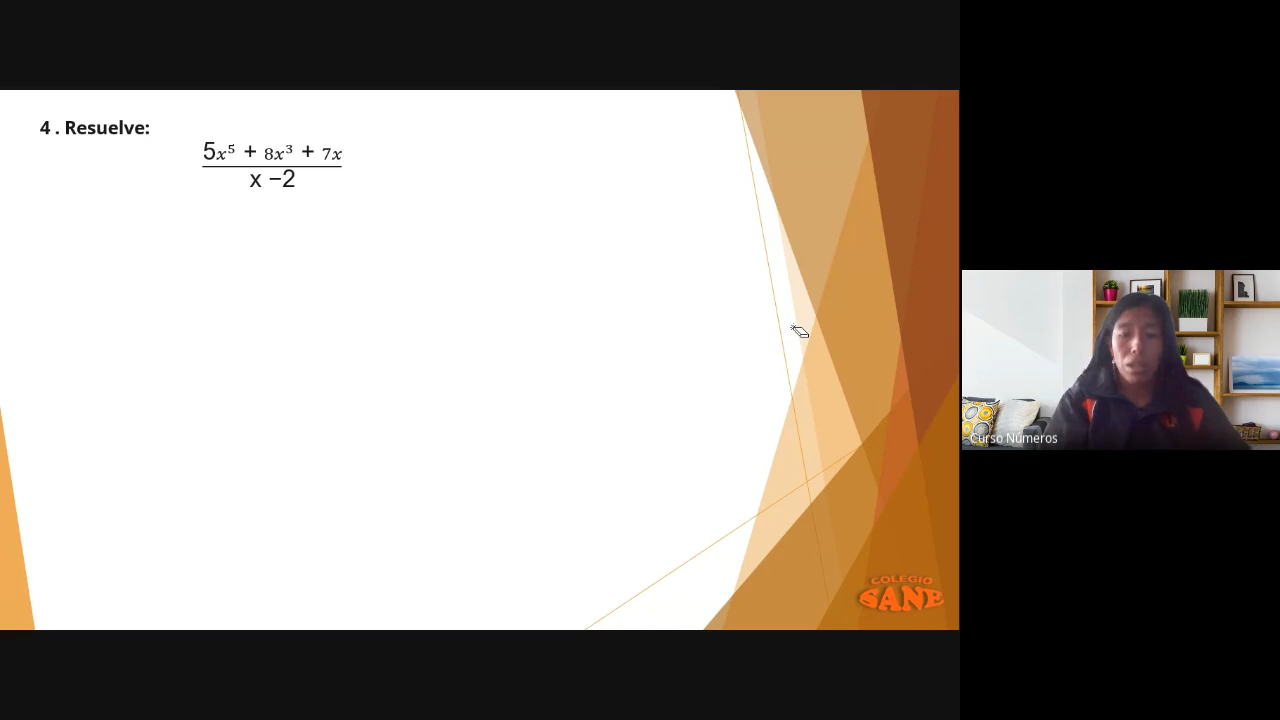 4 . Resuelve:
5x⁵ + 8x³ + 7x
x −2
Curso Números
COLEGIO
SANE